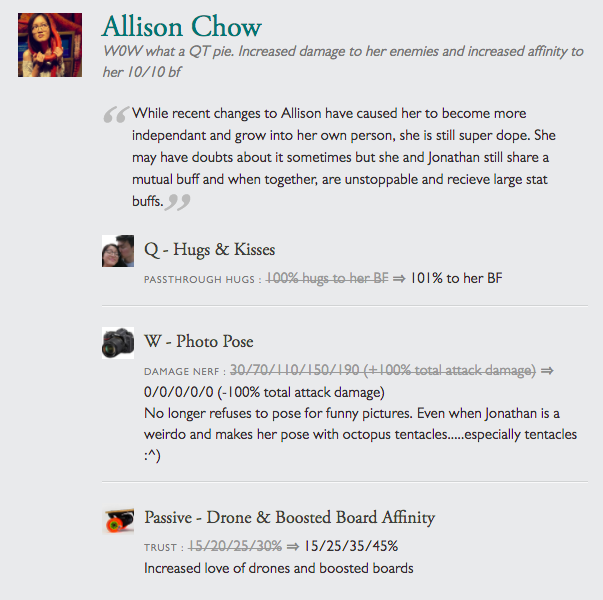 Allison Chow
W0W what a QT pie. Increased damage to her enemies and increased affinity to
her 10/10 bf
“ While recent changes to Allison have caused her to become more
independant and grow into her own person, she is still super dope. She
may have doubts about it sometimes but she and Jonathan still share a
mutual buff and when together, are unstoppable and recieve large stat
buffs. ”
Q - Hugs & Kisses
PASSTHROUGH HUGS : 100% hugs to her BF ⇒ 101% to her BF
W - Photo Pose
DAMAGE NERF : 30/70/110/150/190 (+100% total attack damage) ⇒
0/0/0/0/0 (-100% total attack damage)
No longer refuses to pose for funny pictures. Even when Jonathan is a
weirdo and makes her pose with octopus tentacles.....especially tentacles
:^)
Passive - Drone & Boosted Board Affinity
TRUST : 15/20/25/30% ⇒ 15/25/35/45%
Increased love of drones and boosted boards